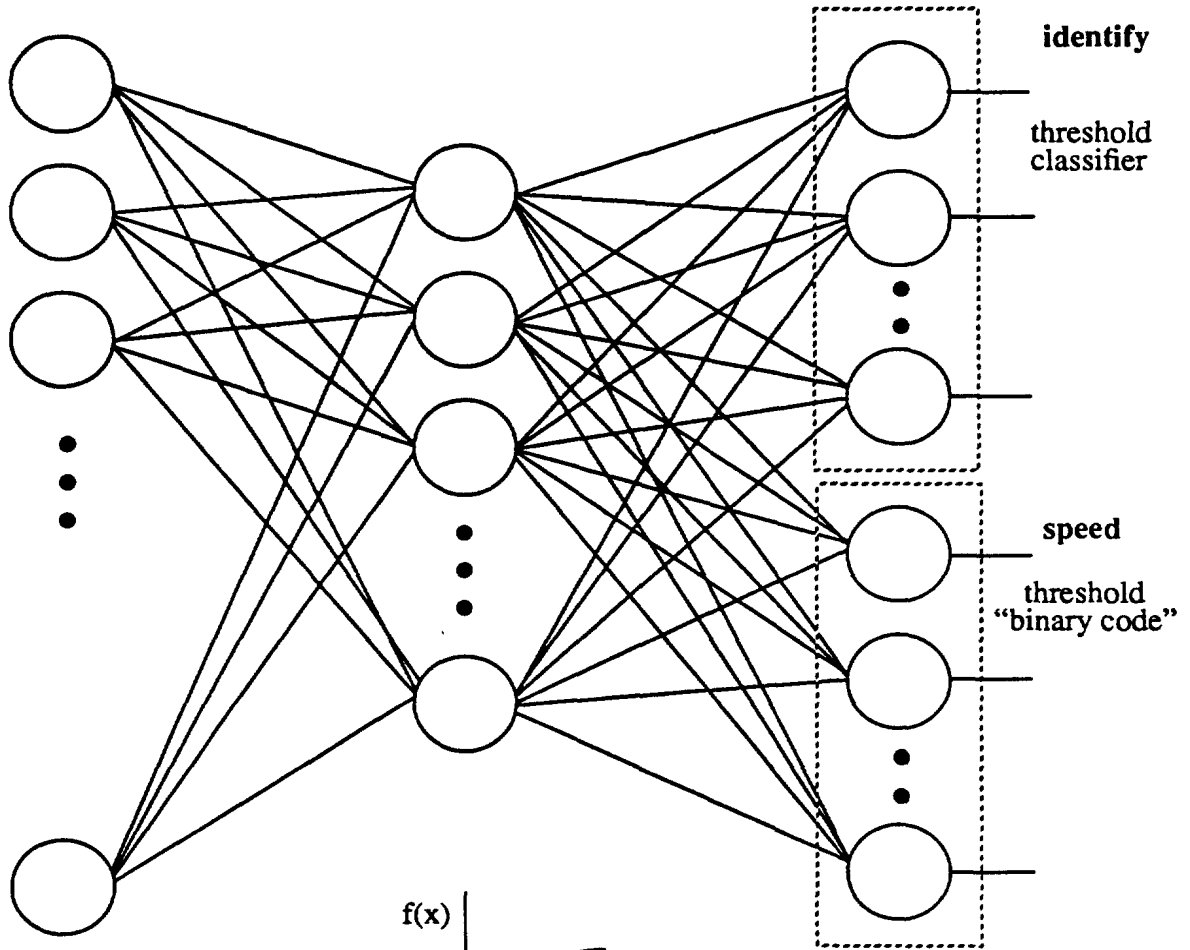 identify
threshold
classifier
speed
threshold
“binary code”
f(x)